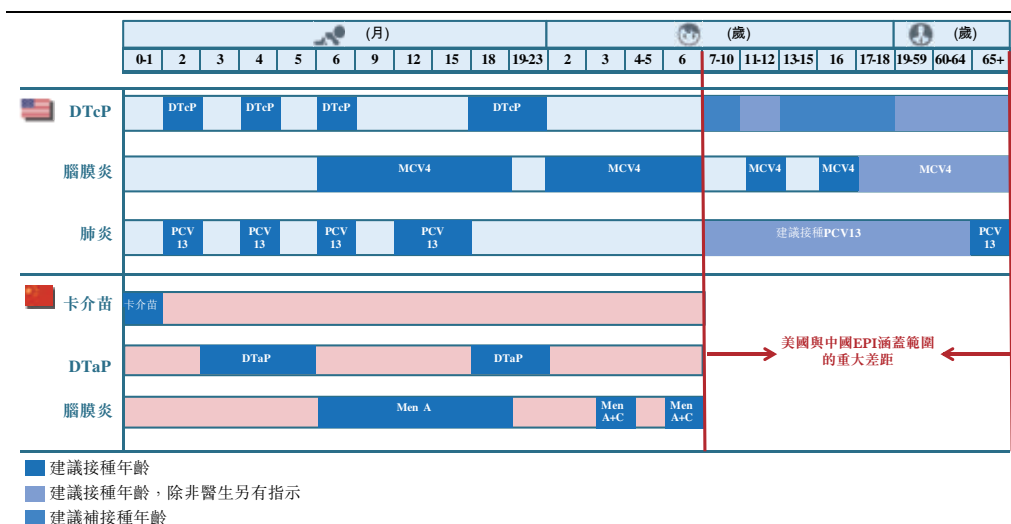 (月) (歲) (歲)
0-1 2 3 4 5 6 9 12 15 18 19-23 2 3 4-5 6 7-10 11-12 13-15 16 17-18 19-59 60-64 65+
DTcP DTcP DTcP DTcP DTcP
腦膜炎 MCV4 MCV4 MCV4 MCV4 MCV4
肺炎 PCV 13 PCV 13 PCV 13 PCV 13 建議接種PCV13 PCV 13
卡介苗 卡介苗
DTaP DTaP DTaP
美國與中國EPI涵蓋範圍
的重大差距
腦膜炎 Men A Men A+C Men A+C
建議接種年齡
建議接種年齡，除非醫生另有指示
建議補接種年齡